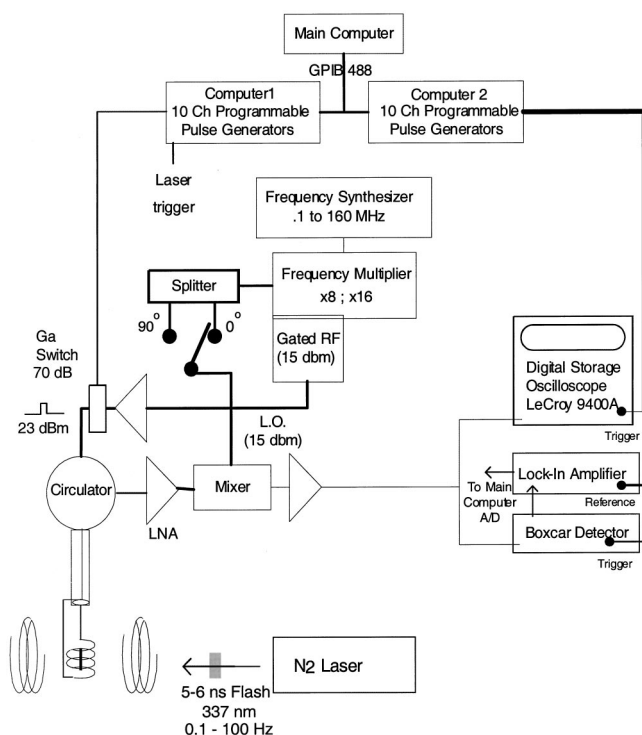 Main Computer
GPIB 488
Computer1
10 Ch Programmable
Pulse Generators
Computer 2
10 Ch Programmable
Pulse Generators
Laser
trigger
Frequency Synthesizer
.1 to 160 MHz
Frequency Multiplier
x8 ; x16
Splitter
90°
0°
Gated RF
(15 dbm)
Ga
Switch
70 dB
23 dBm
L.O.
(15 dbm)
Digital Storage
Oscilloscope
LeCroy 9400A
Trigger
Circulator
LNA
Mixer
To Main
Computer
A/D
Lock-In Amplifier
Reference
Boxcar Detector
Trigger
N2 Laser
5-6 ns Flash
337 nm
0.1 - 100 Hz